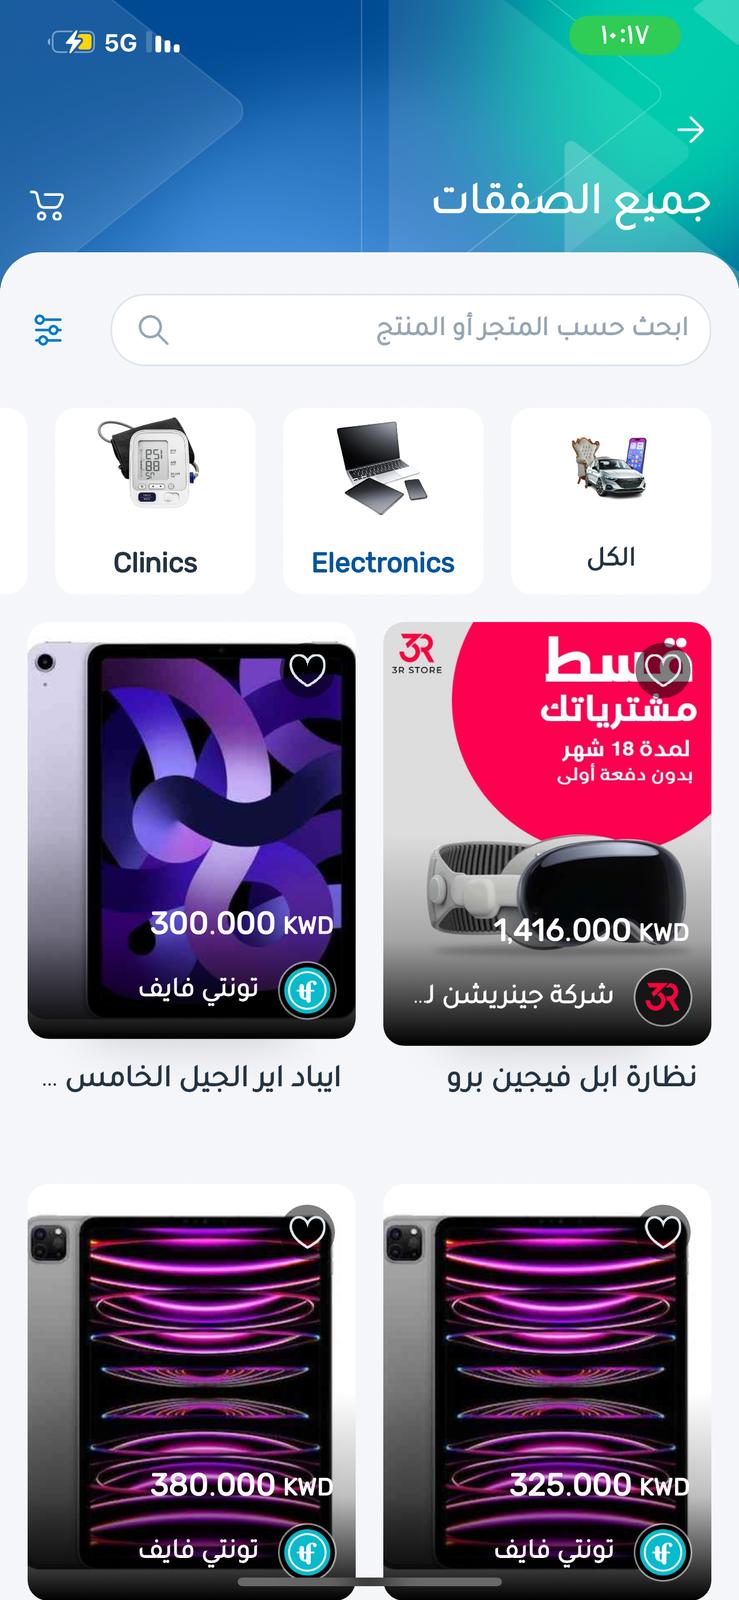 ١٠:١٧
5G
جميع الصفقات
ابحث حسب المتجر أو المنتج
الكل
Electronics
Clinics
3R STORE
قسط
مشترياتك
لمدة 18 شهر
بدون دفعة أولى
1,416.000 KWD
شركة جينريشن لـ...
نظارة ابل فيجين برو
300.000 KWD
تونتي فايف
ايباد اير الجيل الخامس ...
325.000 KWD
تونتي فايف
380.000 KWD
تونتي فايف